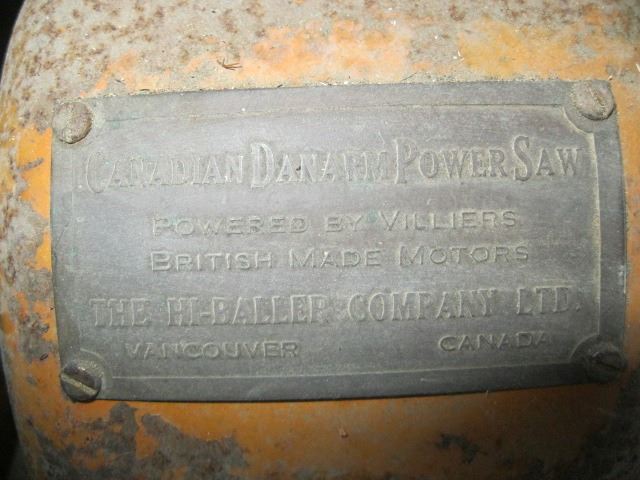 CANADIAN DANARM POWER SAW
POWERED BY VILLIERS
BRITISH MADE MOTORS
THE HI-BALLER COMPANY LTD.
VANCOUVER CANADA